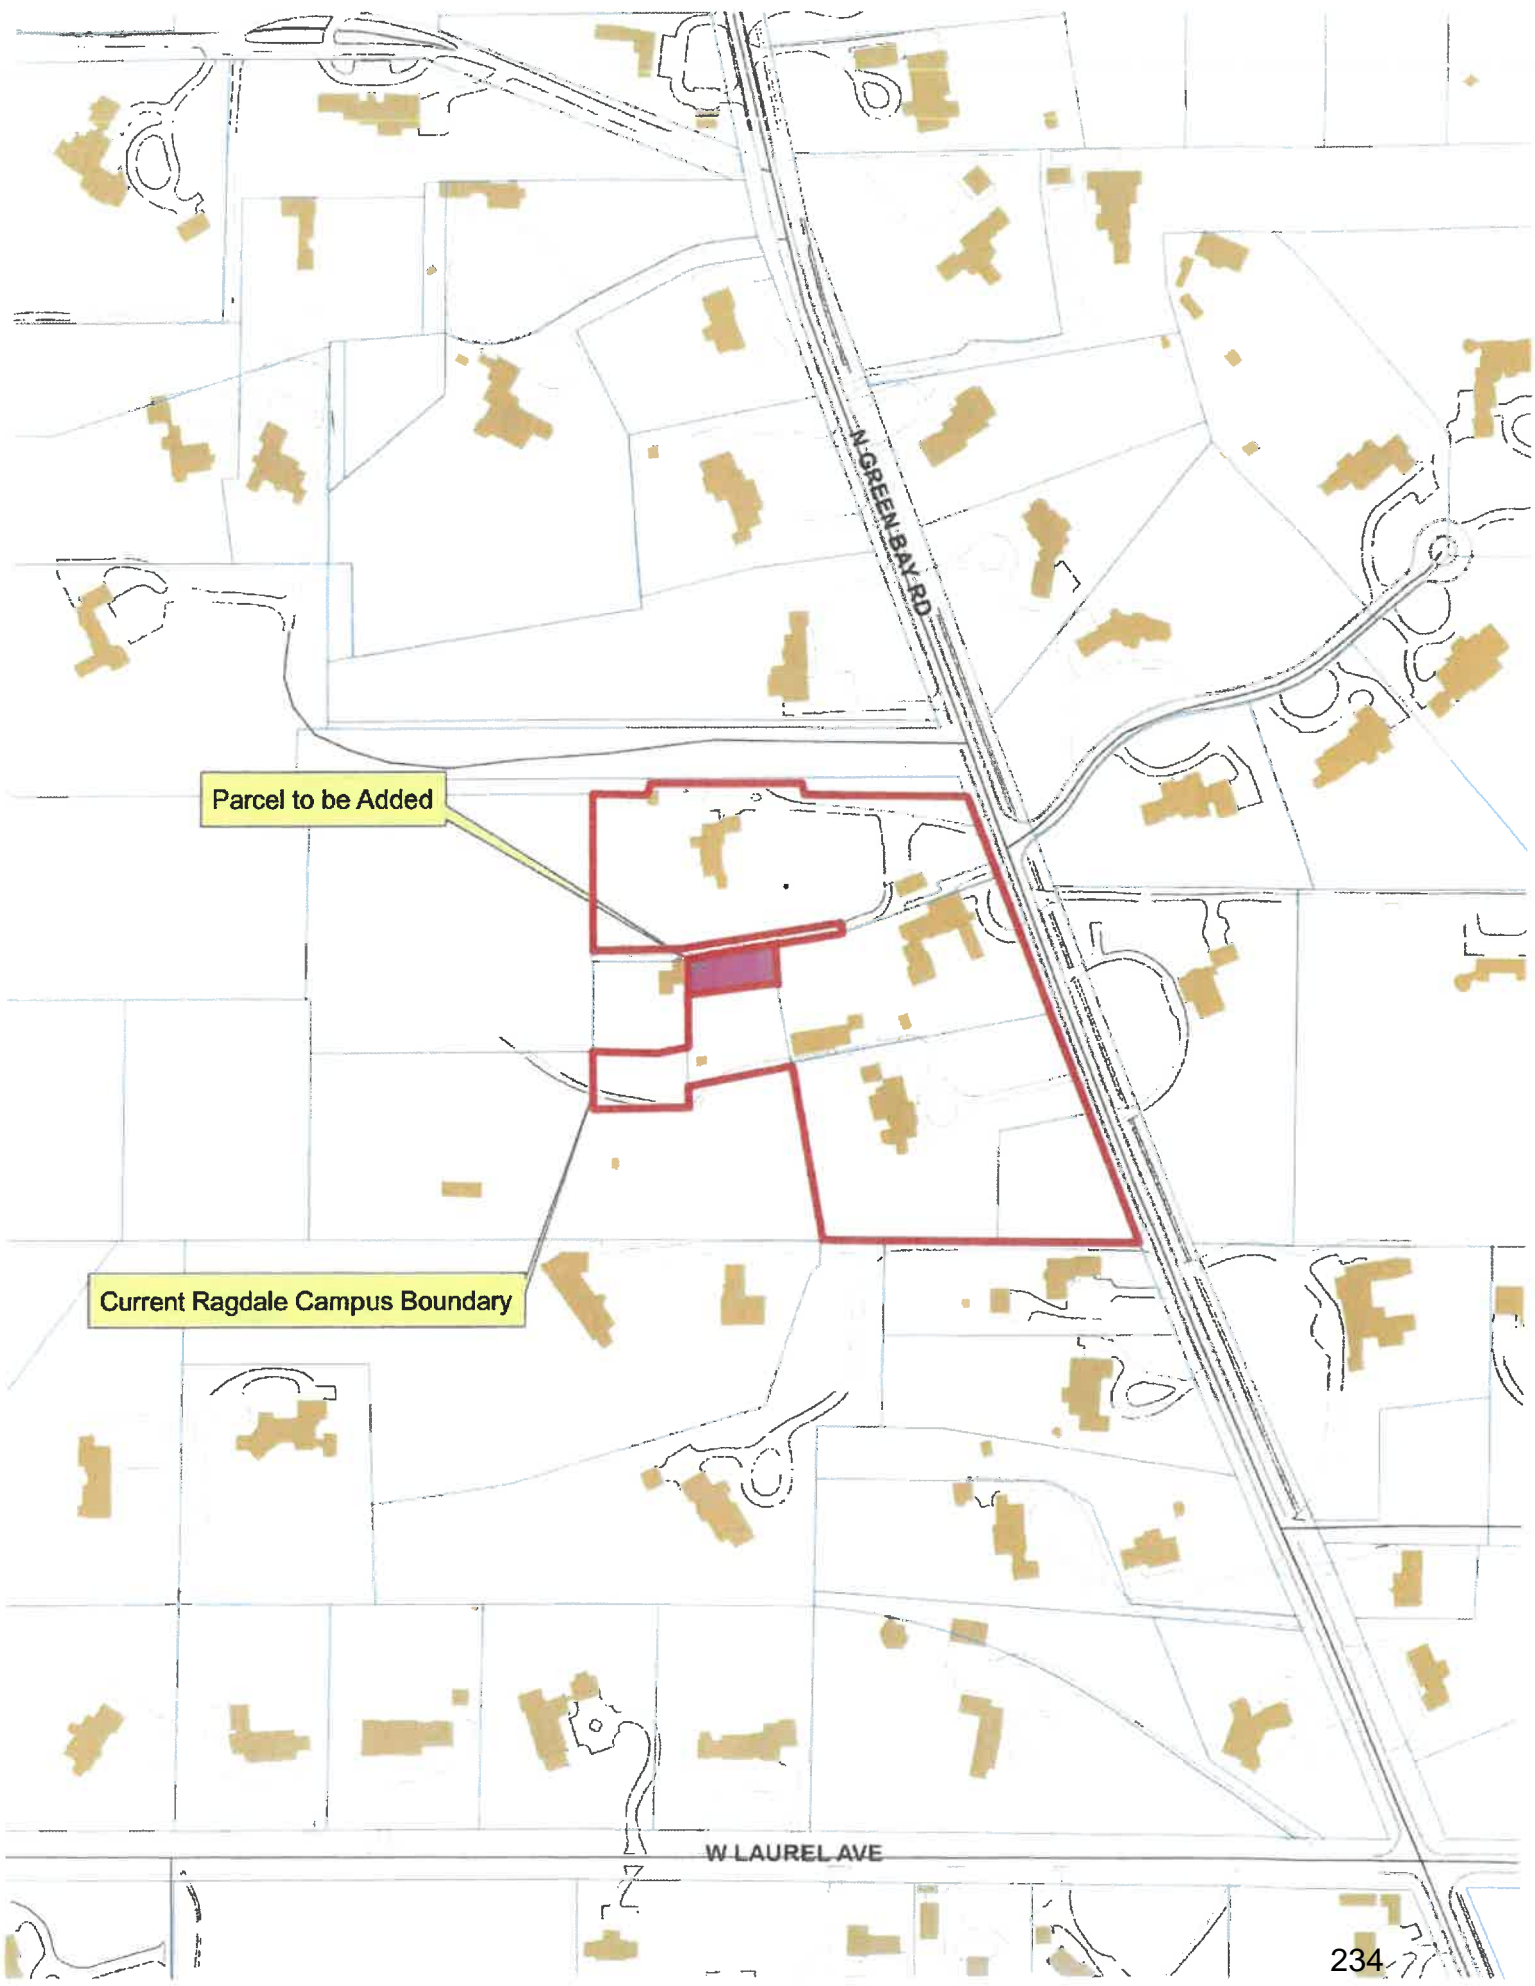 N GREEN BAY RD
Parcel to be Added
Current Ragdale Campus Boundary
W LAUREL AVE
234